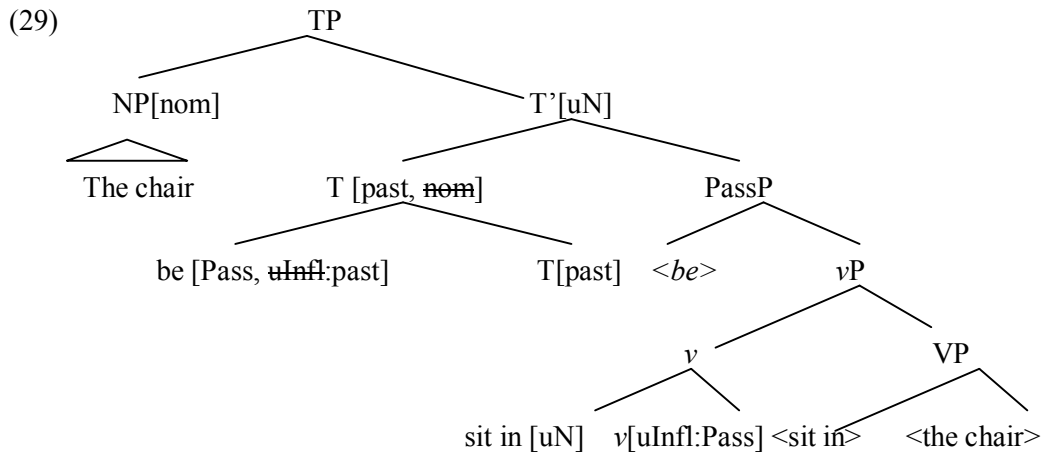 (29) TP
NP[nom] T’[uN]
The chair T [past, nom] PassP
be [Pass, uInfl:past] T[past] <be> vP
v VP
sit in [uN] v[uInfl:Pass] <sit in> <the chair>